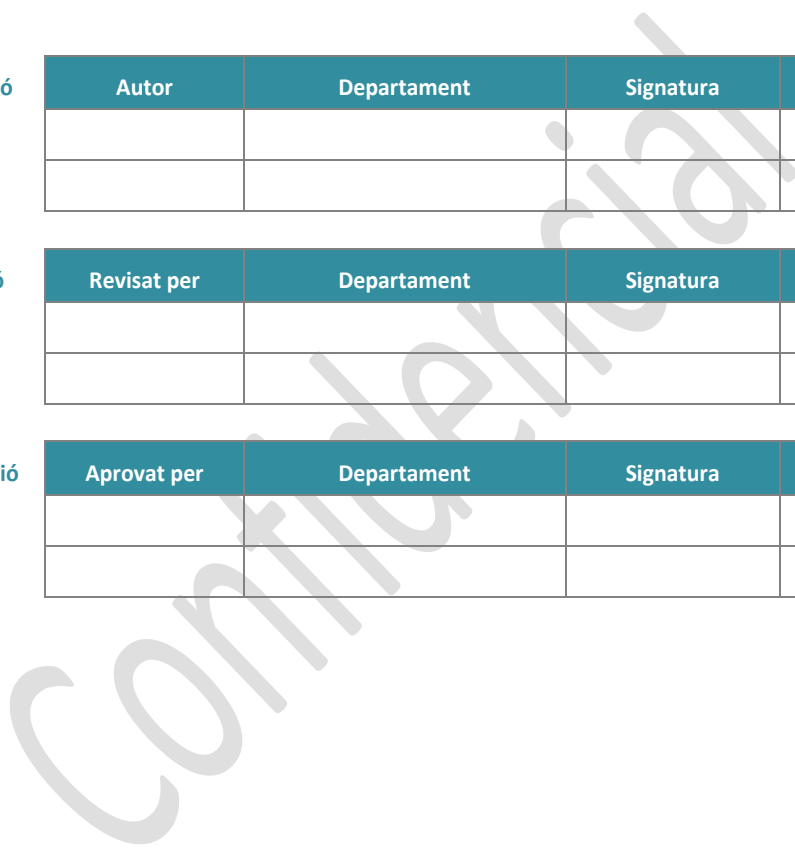 ó Autor Departament Signatura
ó Revisat per Departament Signatura
ió Aprovat per Departament Signatura
Confidencial